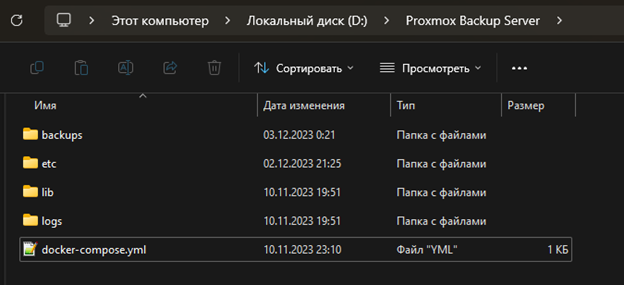 Этот компьютер > Локальный диск (D:) > Proxmox Backup Server >
Сортировать Просмотреть •••
Имя Дата изменения Тип Размер
backups 03.12.2023 0:21 Папка с файлами
etc 02.12.2023 21:25 Папка с файлами
lib 10.11.2023 19:51 Папка с файлами
logs 10.11.2023 19:51 Папка с файлами
docker-compose.yml 10.11.2023 23:10 Файл "YML" 1 КБ